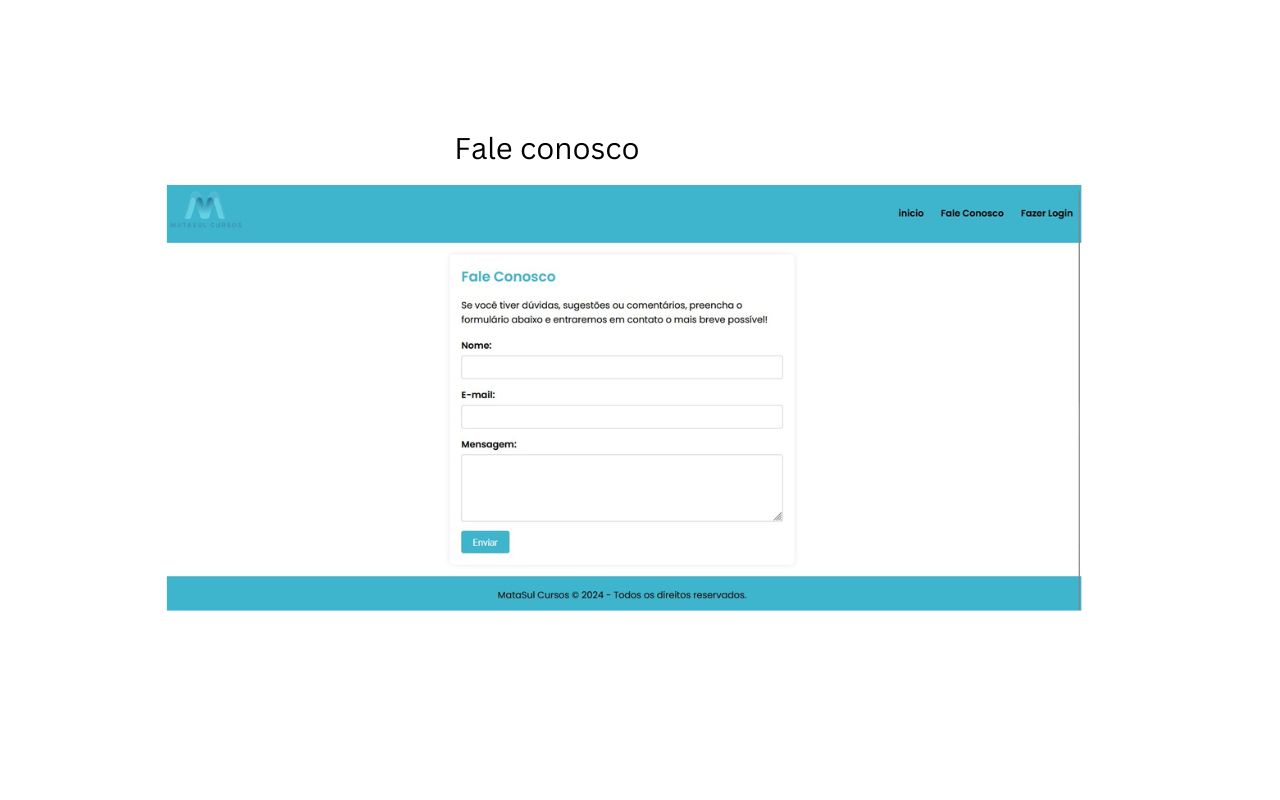 Fale conosco
MATASUL CURSOS
inicio Fale Conosco Fazer Login
Fale Conosco
Se você tiver dúvidas, sugestões ou comentários, preencha o
formulário abaixo e entraremos em contato o mais breve possível!
Nome:
E-mail:
Mensagem:
Enviar
MataSul Cursos © 2024 - Todos os direitos reservados.